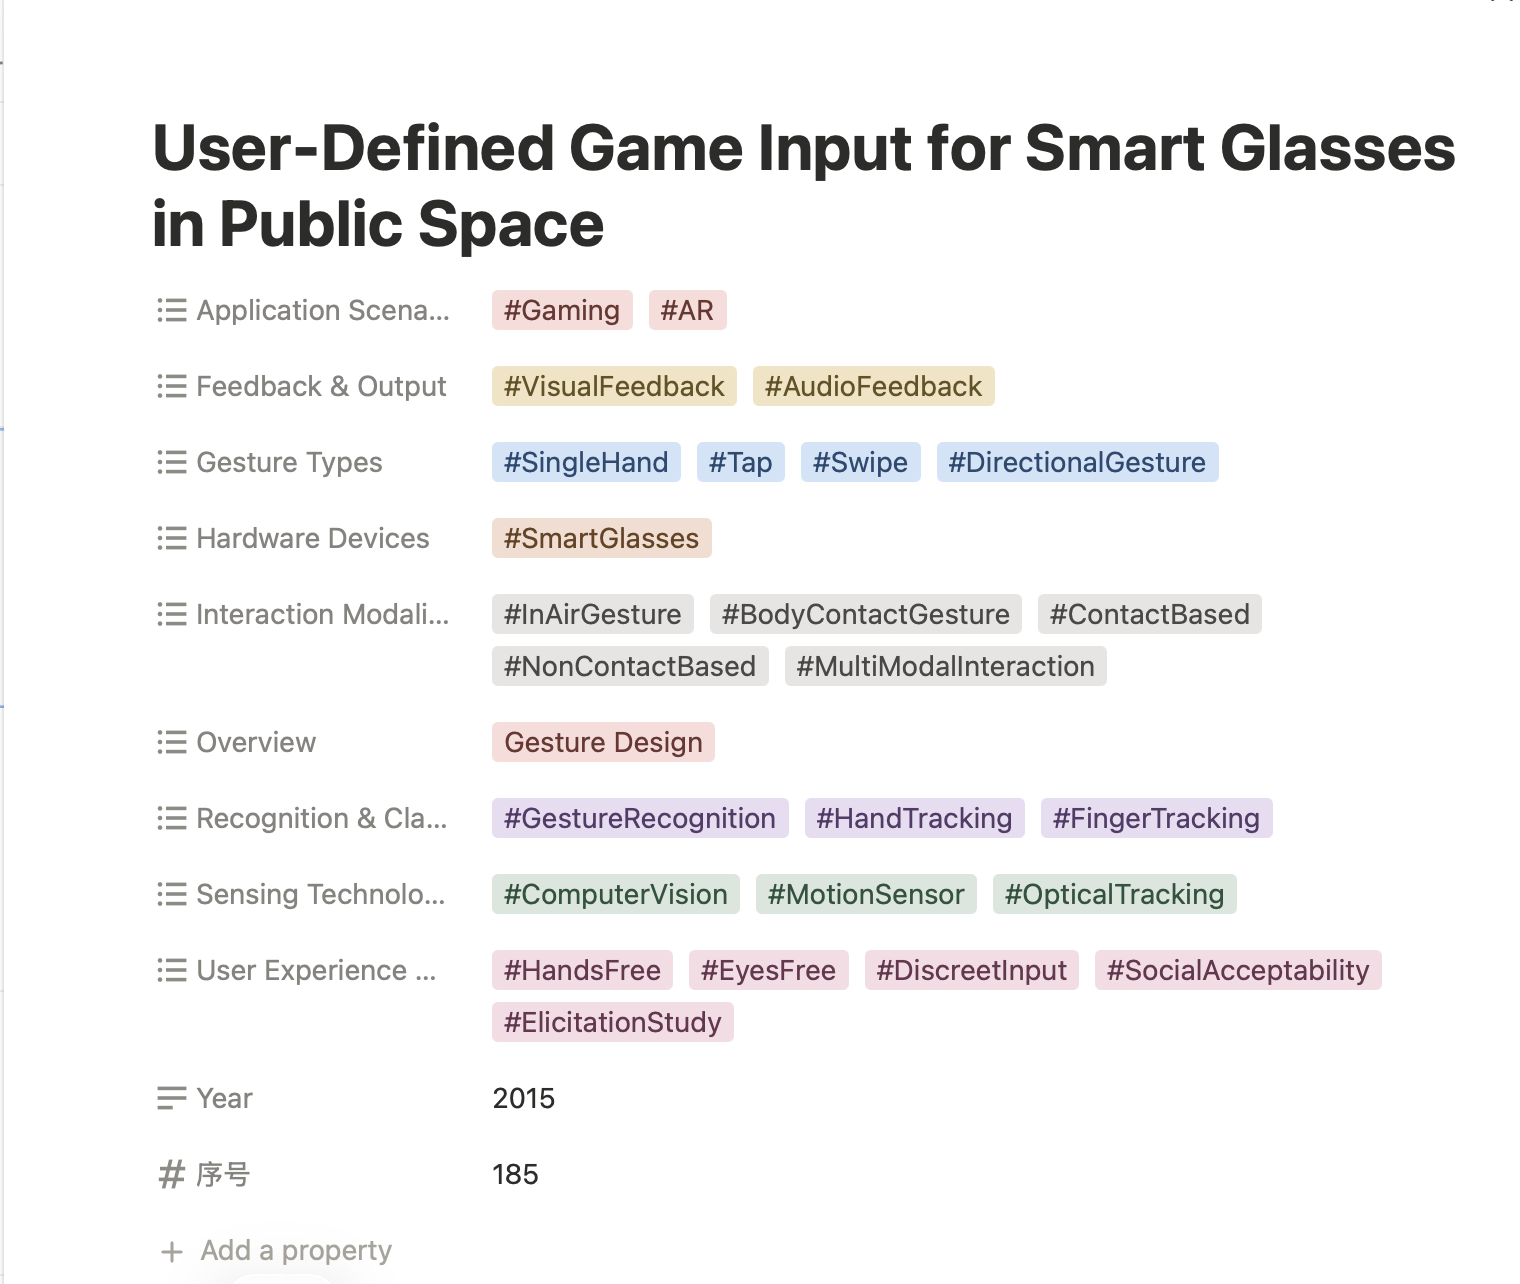 User-Defined Game Input for Smart Glasses
in Public Space
Application Scena... #Gaming #AR
Feedback & Output #VisualFeedback #AudioFeedback
Gesture Types #SingleHand #Tap #Swipe #DirectionalGesture
Hardware Devices #SmartGlasses
Interaction Modali... #InAirGesture #BodyContactGesture #ContactBased
#NonContactBased #MultiModalInteraction
Overview Gesture Design
Recognition & Cla... #GestureRecognition #HandTracking #FingerTracking
Sensing Technolo... #ComputerVision #MotionSensor #OpticalTracking
User Experience ... #HandsFree #EyesFree #DiscreetInput #SocialAcceptability
#ElicitationStudy
Year 2015
序号 185
Add a property